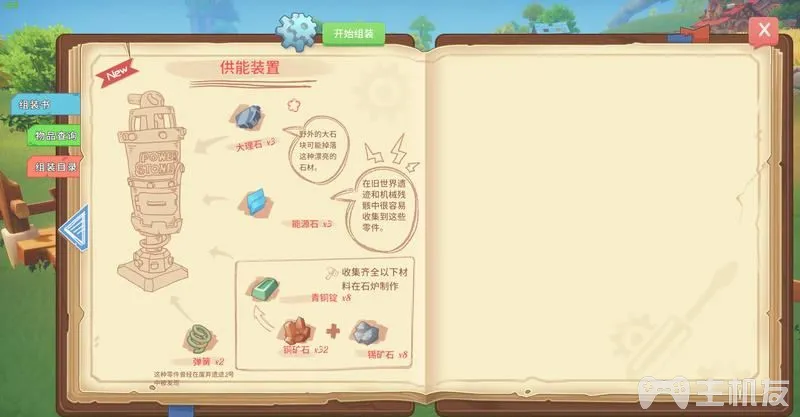 开始组装
New
供能装置
组装书
物品查询
组装目录
POWER
STONE
大理石 x3
野外的大石
块可能掉落
这种漂亮的
石材。
能源石 x3
在旧世界遗
迹和机械残
骸中很容易
收集到这些
零件。
收集齐全以下材
料在石炉制作
青铜锭 x8
铜矿石 x32
锡矿石 x8
弹簧 x2
这种零件曾经在废弃遗迹2号
中被发现
主机友